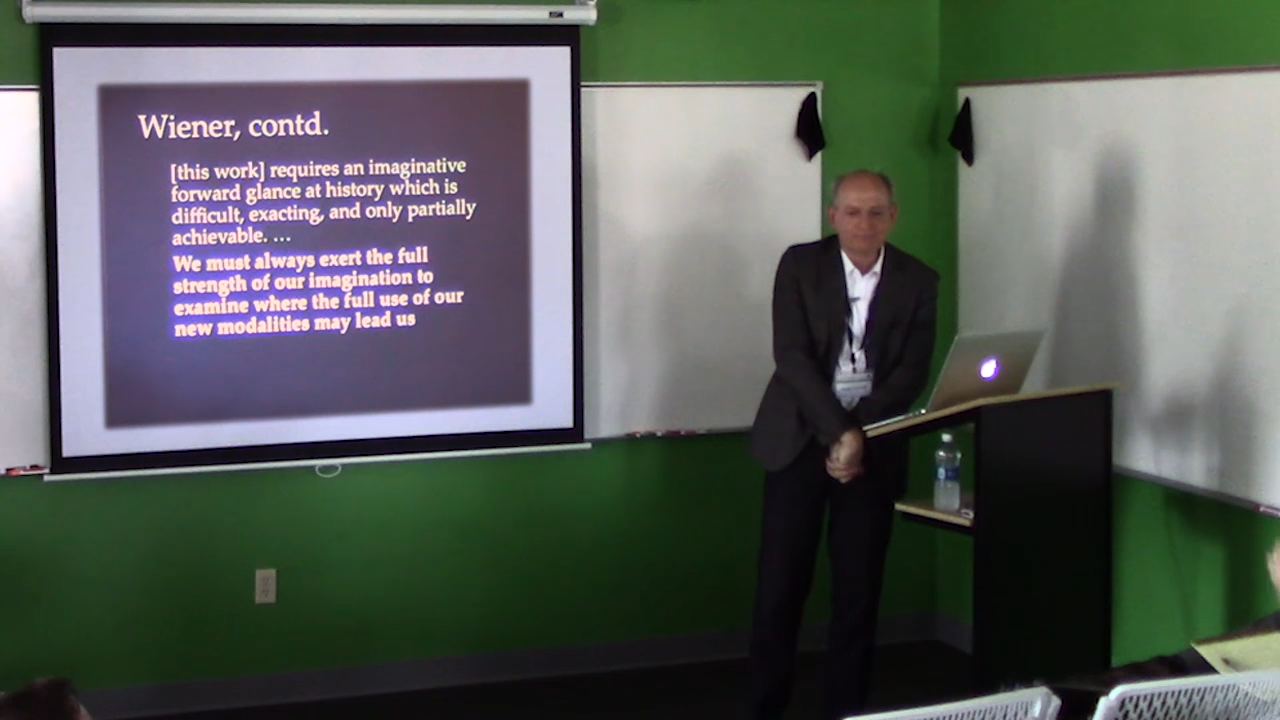 Wiener, contd.
[this work] requires an imaginative
forward glance at history which is
difficult, exacting, and only partially
achievable. …
We must always exert the full
strength of our imagination to
examine where the full use of our
new modalities may lead us